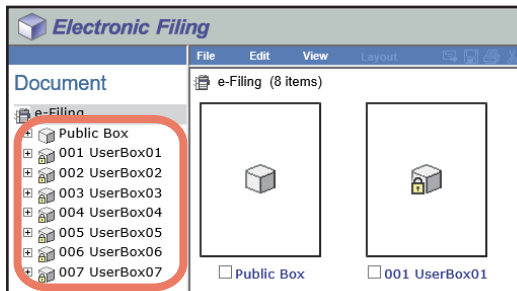 Electronic Filing
File Edit View Layout
Document
e-Filing (8 items)
e-Filing
Public Box
001 UserBox01
002 UserBox02
003 UserBox03
004 UserBox04
005 UserBox05
006 UserBox06
007 UserBox07
Public Box
001 UserBox01